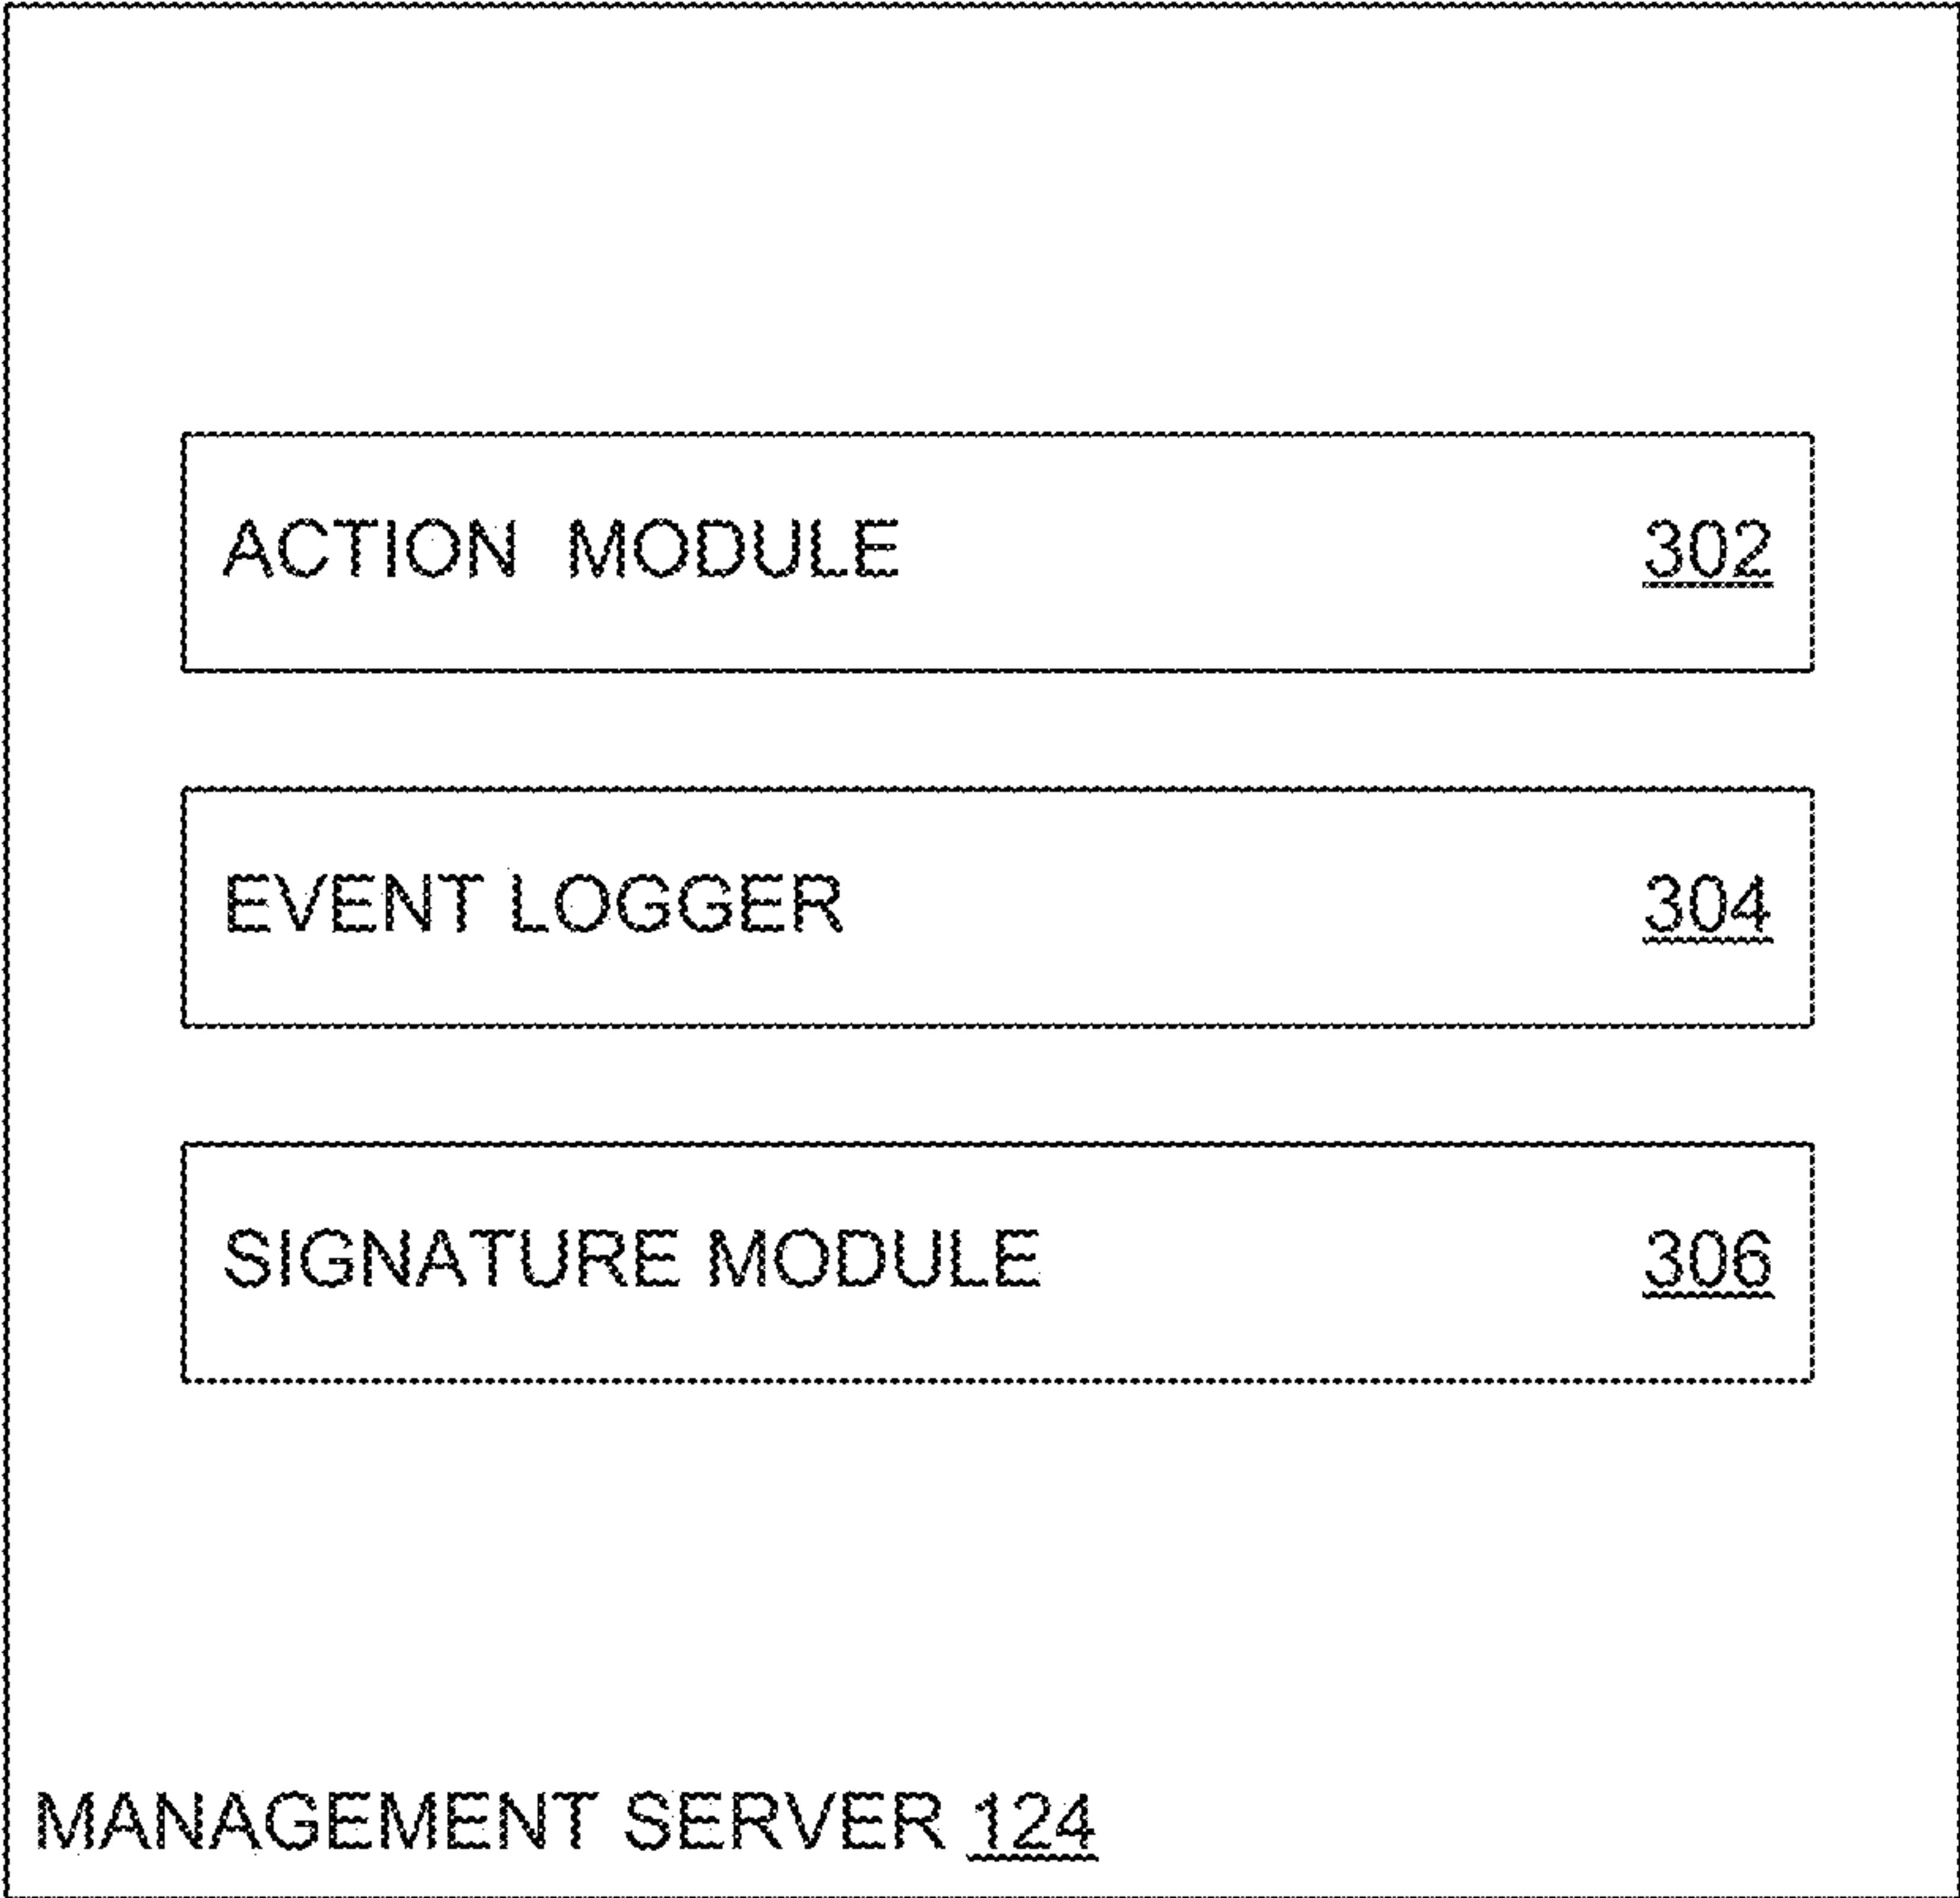 ACTION MODULE 302
EVENT LOGGER 304
SIGNATURE MODULE 306
MANAGEMENT SERVER 124